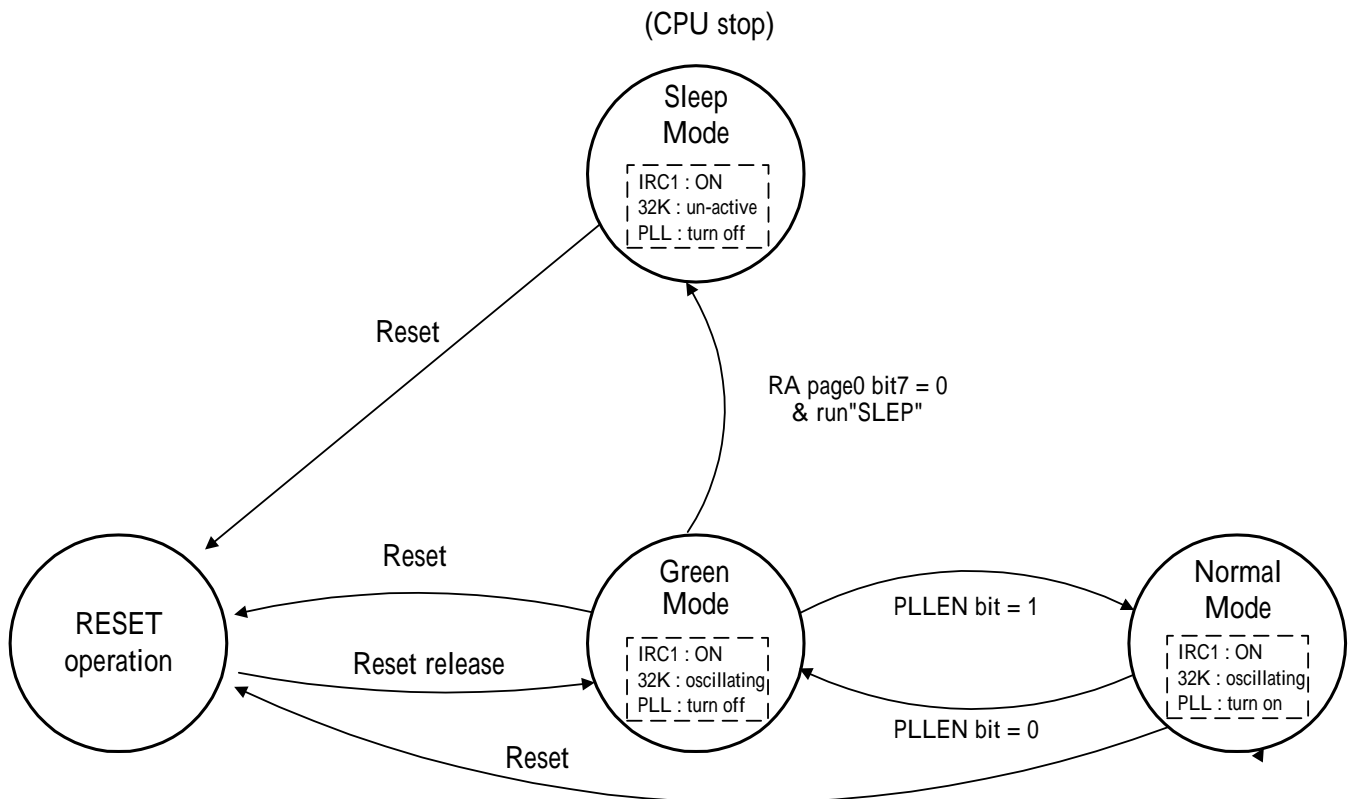 (CPU stop)
Sleep
Mode
IRC1 : ON
32K : un-active
PLL : turn off
Reset
RA page0 bit7 = 0
& run"SLEP"
Reset
Green
Mode
IRC1 : ON
32K : oscillating
PLL : turn off
PLLEN bit = 1
Normal
Mode
IRC1 : ON
32K : oscillating
PLL : turn on
RESET
operation
Reset release
PLLEN bit = 0
Reset